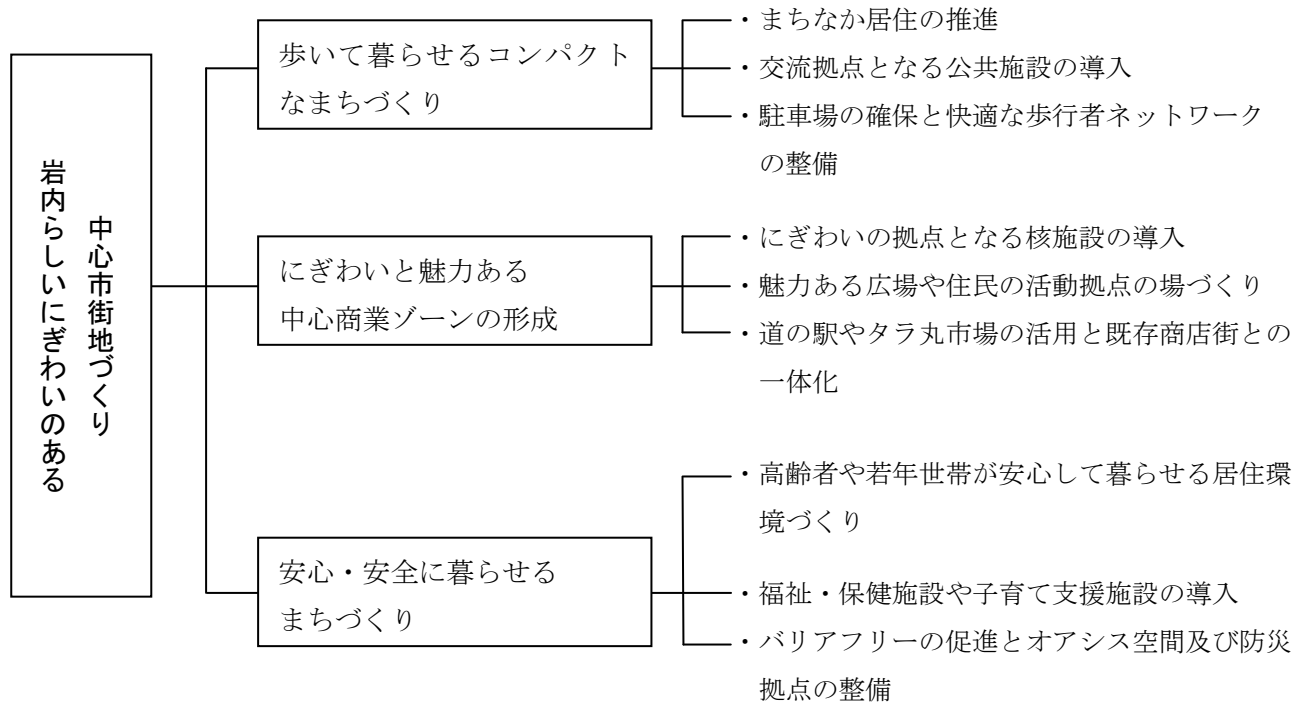 岩内らしいにぎわいのある
中心市街地づくり
歩いて暮らせるコンパクト
なまちづくり
・まちなか居住の推進
・交流拠点となる公共施設の導入
・駐車場の確保と快適な歩行者ネットワーク
の整備
にぎわいと魅力ある
中心商業ゾーンの形成
・にぎわいの拠点となる核施設の導入
・魅力ある広場や住民の活動拠点の場づくり
・道の駅やタラ丸市場の活用と既存商店街との
一体化
安心・安全に暮らせる
まちづくり
・高齢者や若年世帯が安心して暮らせる居住環
境づくり
・福祉・保健施設や子育て支援施設の導入
・バリアフリーの促進とオアシス空間及び防災
拠点の整備